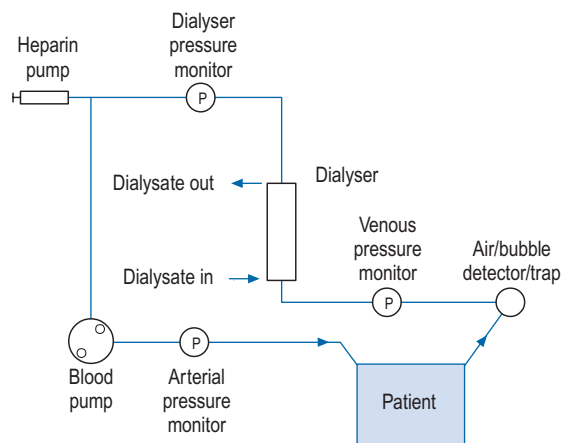 Dialyser
pressure
monitor
Heparin
pump
P
Dialysate out
Dialyser
Dialysate in
Venous
pressure
monitor
Air/bubble
detector/trap
P
P
Blood
pump
Arterial
pressure
monitor
Patient